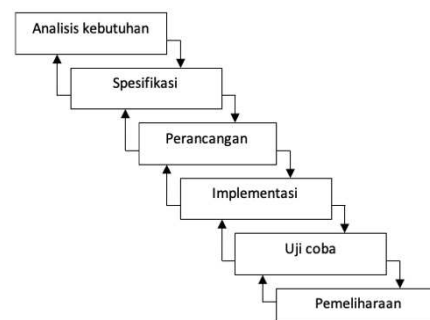 Analisis kebutuhan
Spesifikasi
Perancangan
Implementasi
Uji coba
Pemeliharaan